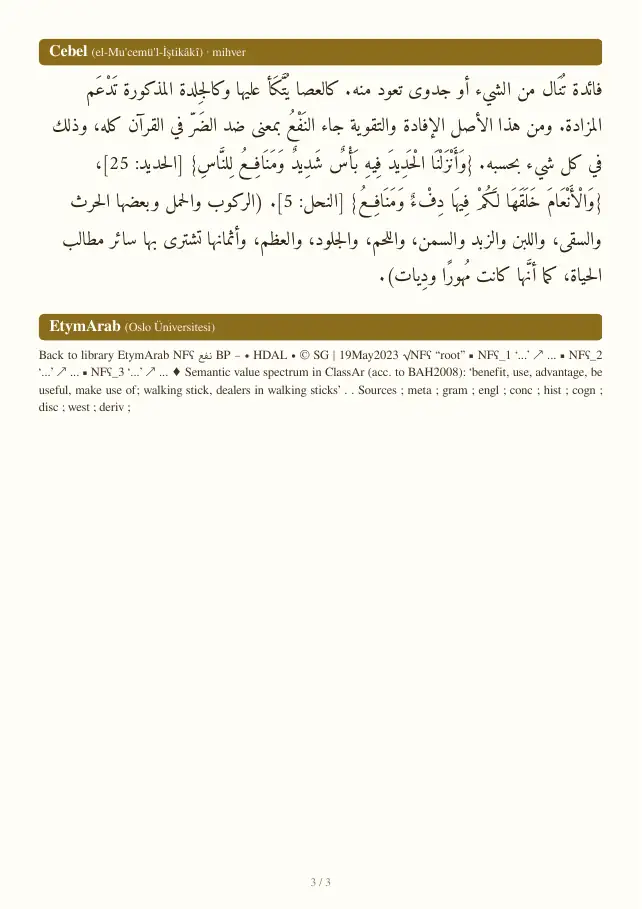 Cebel (el-Mu'cemü'l-İştikâkî) · mihver
فائدة تُنَال من الشيء أو جدوى تعود منه. كالعصا يُتَّكَأ عليها وكالجِلدة المذكورة تَدْعَم
المزادة. ومن هذا الأصل الإفادة والتقوية جاء النَفْعُ بمعنى ضد الضَرّ في القرآن كله، وذلك
في كل شيء بحسبه. {وَأَنْزَلْنَا الْحَدِيدَ فِيهِ بَأْسٌ شَدِيدٌ وَمَنَافِعُ لِلنَّاسِ} [الحديد: 25]،
{وَالْأَنْعَامَ خَلَقَهَا لَكُمْ فِيهَا دِفْءٌ وَمَنَافِعُ} [النحل: 5]. (الركوب والحمل وبعضها الحرث
والسقى، واللبن والزبد والسمن، واللحم، والجلود، والعظم، وأثمانها تشترى بها سائر مطالب
الحياة، كما أنَّها كانت مُهورًا ودِيات).
EtymArab (Oslo Üniversitesi)
Back to library EtymArab NFʕ نفع BP – • HDAL • © SG | 19May2023 √NFʕ “root” ▪ NFʕ_1 ‘...’ ↗ ... ▪ NFʕ_2
‘...’ ↗ ... ▪ NFʕ_3 ‘...’ ↗ ... ♦ Semantic value spectrum in ClassAr (acc. to BAH2008): ‘benefit, use, advantage, be
useful, make use of; walking stick, dealers in walking sticks’ . . Sources ; meta ; gram ; engl ; conc ; hist ; cogn ;
disc ; west ; deriv ;
3 / 3